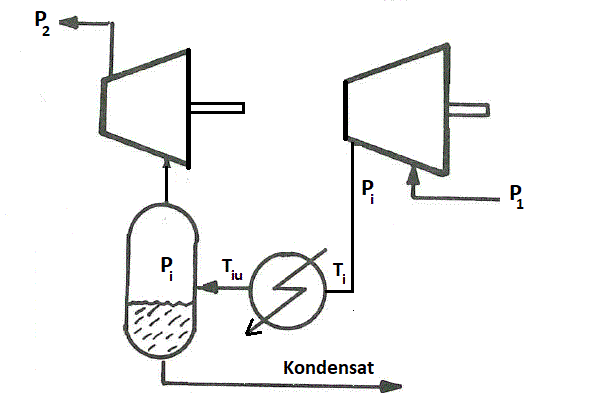 P2
Pi
P1
Pi
Tiu
Ti
Kondensat